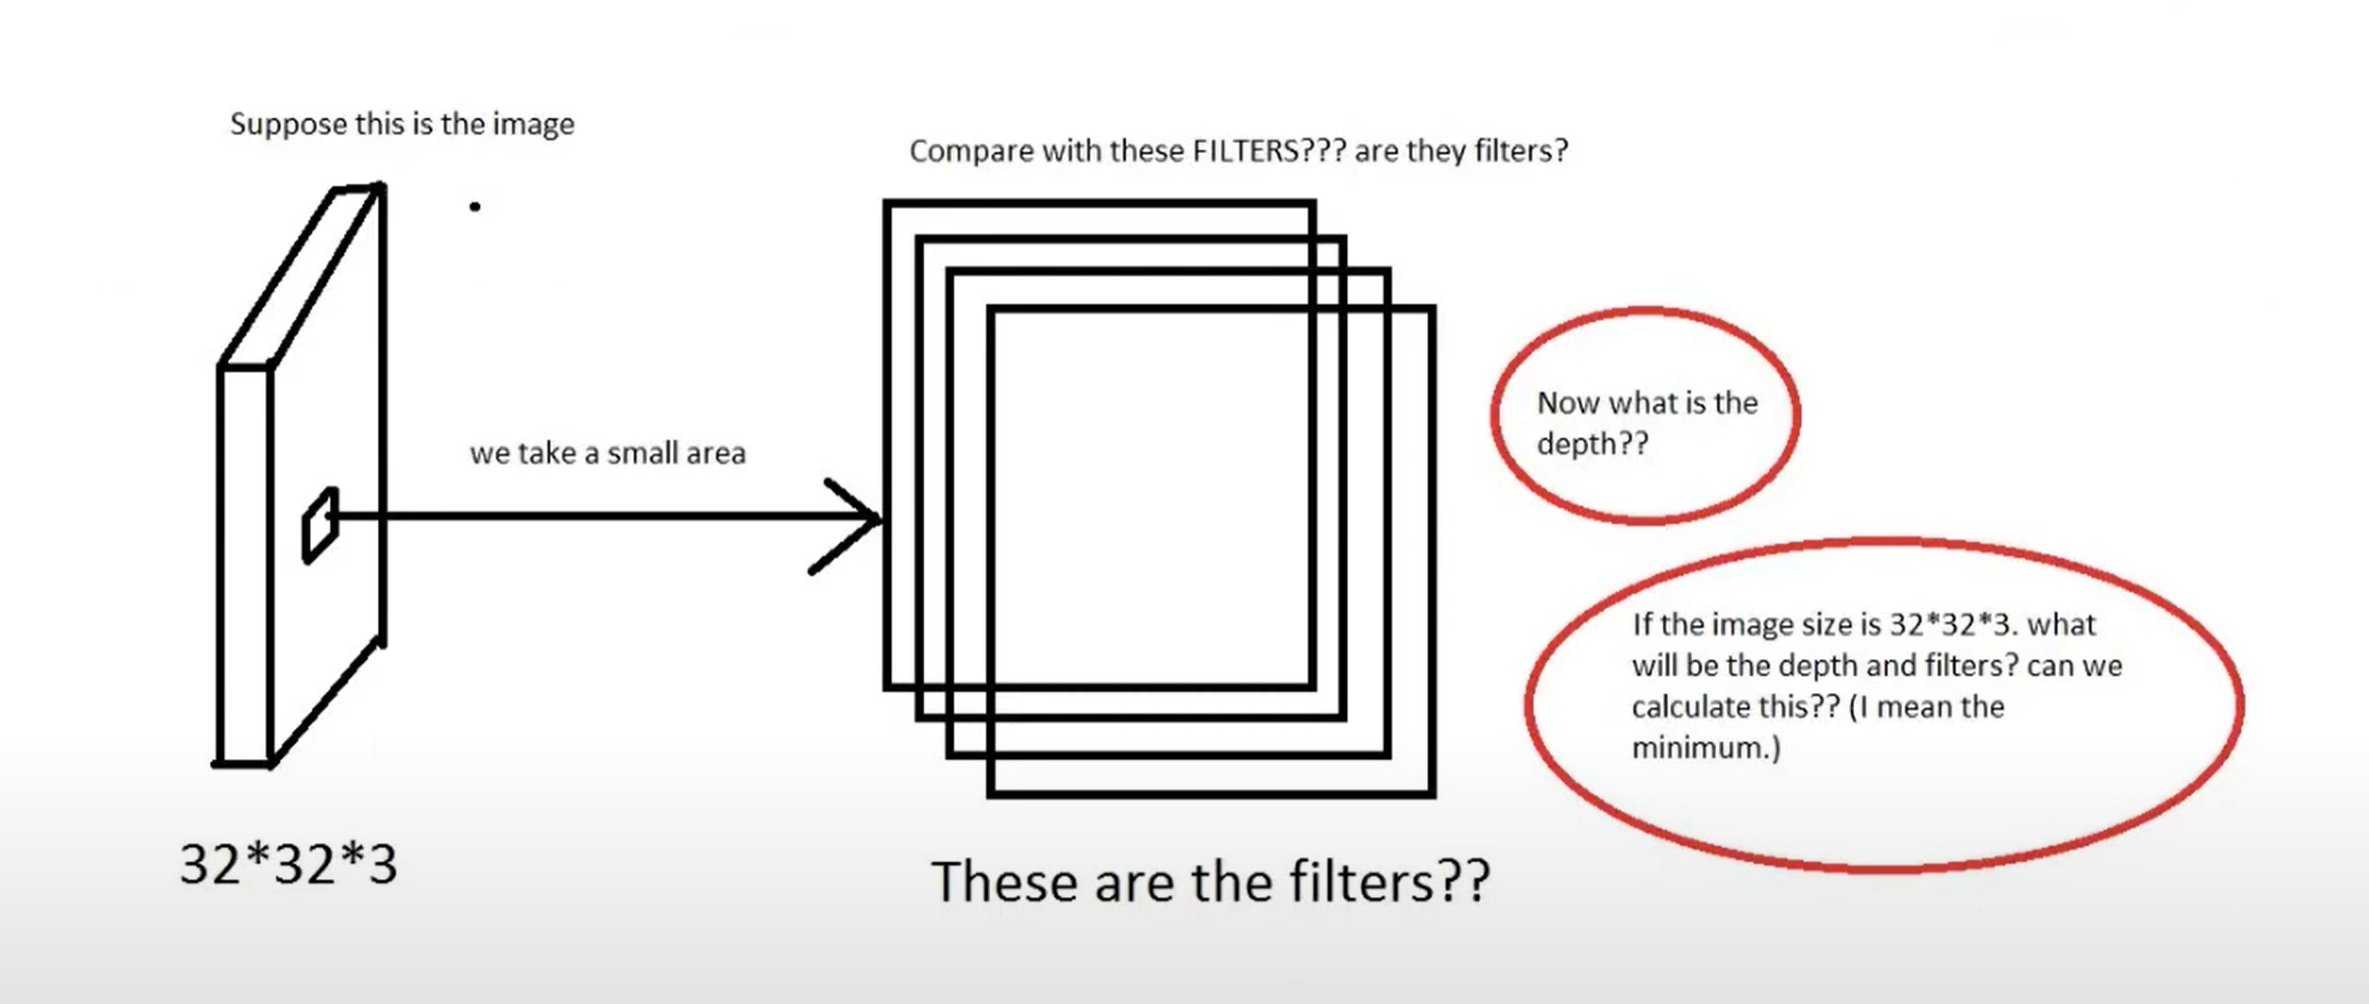 Suppose this is the image
Compare with these FILTERS??? are they filters?
we take a small area
Now what is the
depth??
If the image size is 32*32*3. what
will be the depth and filters? can we
calculate this?? (I mean the
minimum.)
32*32*3
These are the filters??